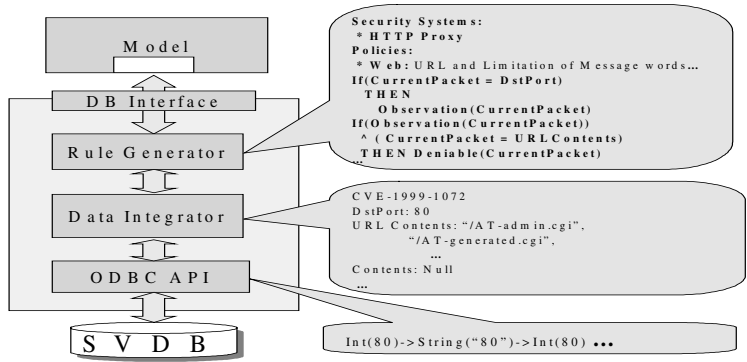 Model
DB Interface
Rule Generator
Data Integrator
ODBC API
SVDB
Security Systems:
* HTTP Proxy
Policies:
* Web: URL and Limitation of Message words...
If(CurrentPacket = DstPort)
THEN
Observation(CurrentPacket)
If(Observation(CurrentPacket))
^ ( CurrentPacket = URLContents)
THEN Deniable(CurrentPacket)
...
CVE-1999-1072
DstPort: 80
URL Contents: “/AT-admin.cgi”,
“/AT-generated.cgi”,
...
Contents: Null
...
Int(80)->String(“80”)->Int(80) ...